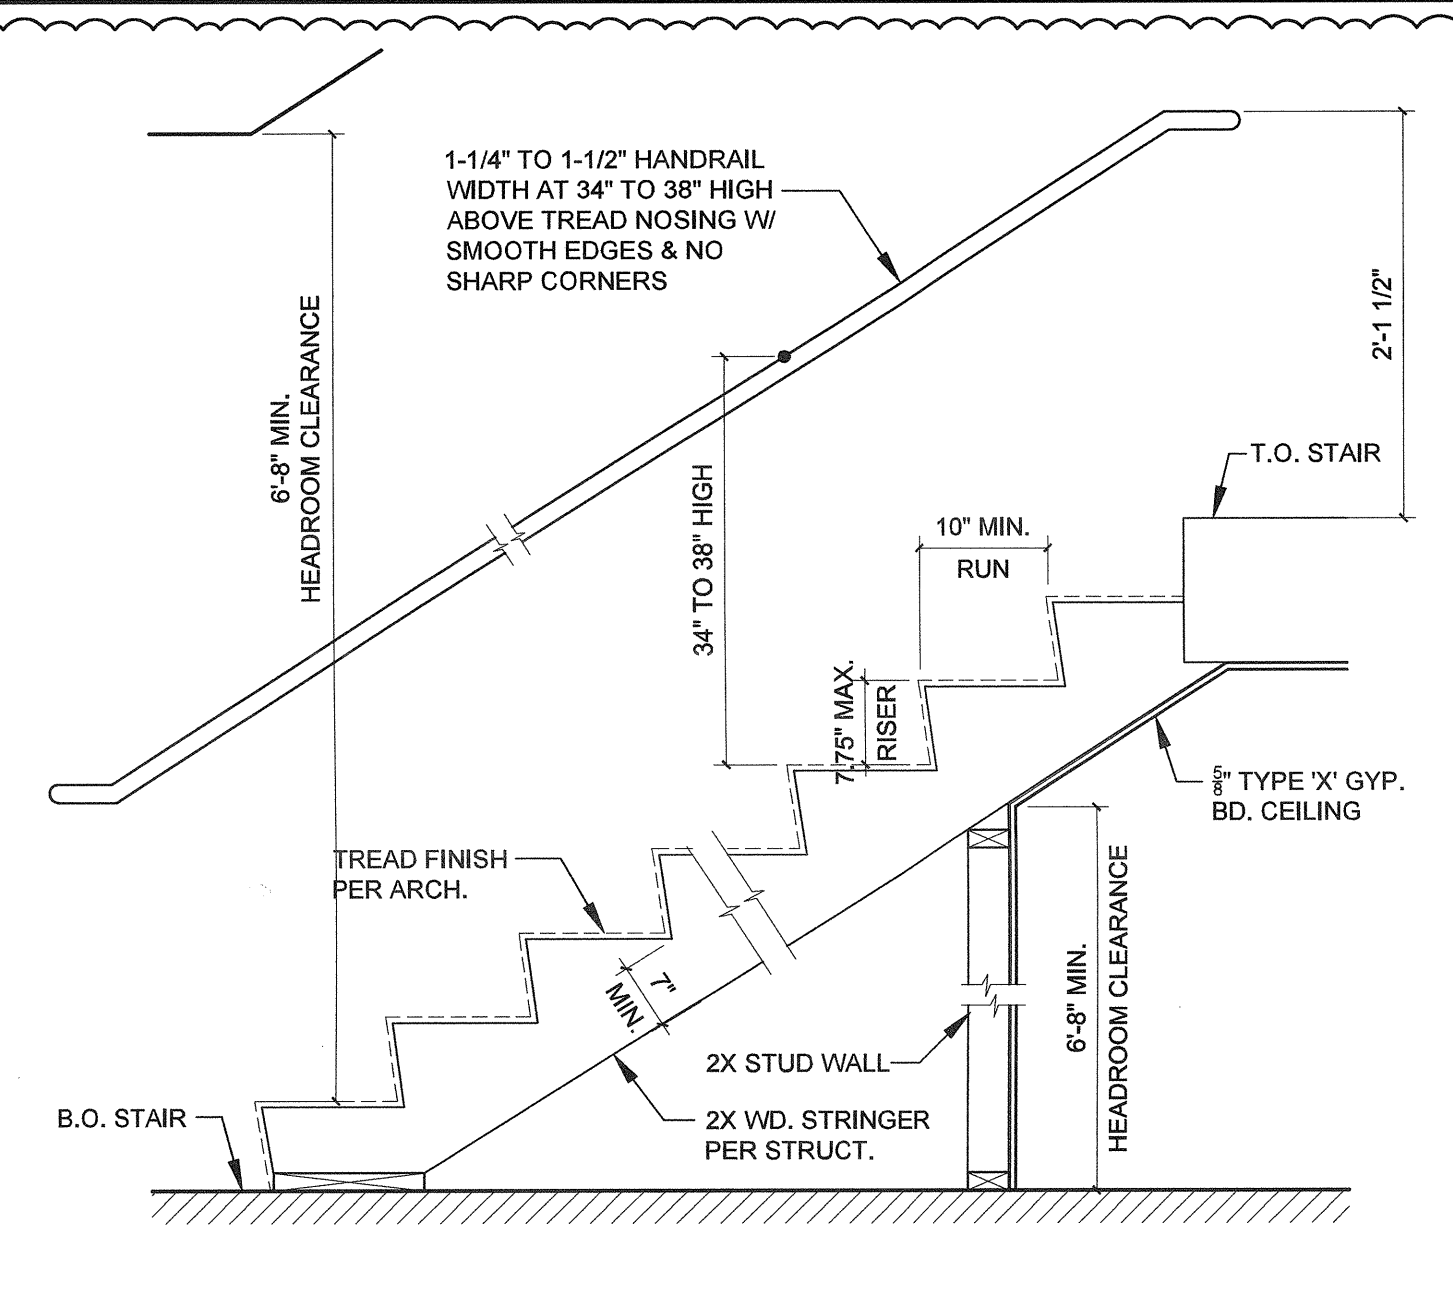 1-1/4" TO 1-1/2" HANDRAIL
WIDTH AT 34" TO 38" HIGH
ABOVE TREAD NOSING W/
SMOOTH EDGES & NO
SHARP CORNERS
6'-8" MIN.
HEADROOM CLEARANCE
2'-1 1/2"
T.O. STAIR
34" TO 38" HIGH
10" MIN.
RUN
7.75" MAX.
RISER
5/8" TYPE 'X' GYP.
BD. CEILING
TREAD FINISH
PER ARCH.
7"
MIN.
6'-8" MIN.
HEADROOM CLEARANCE
2X STUD WALL
B.O. STAIR
2X WD. STRINGER
PER STRUCT.